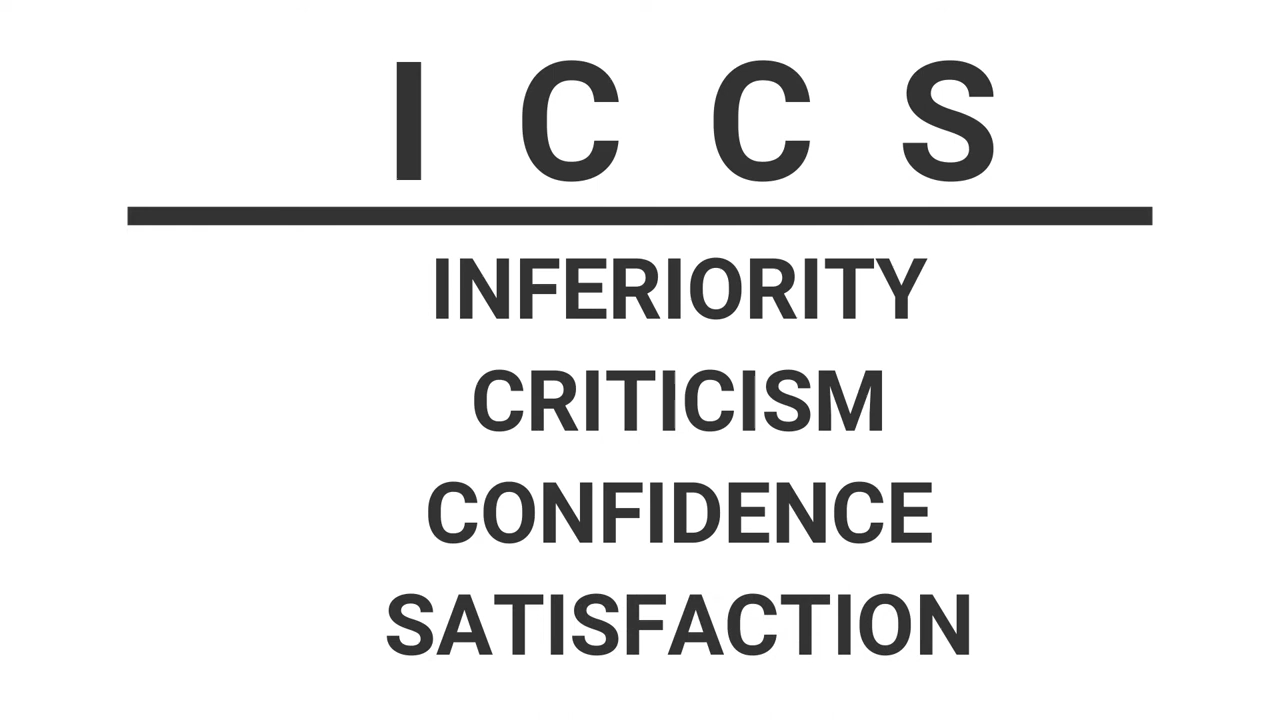 I C C S
INFERIORITY
CRITICISM
CONFIDENCE
SATISFACTION